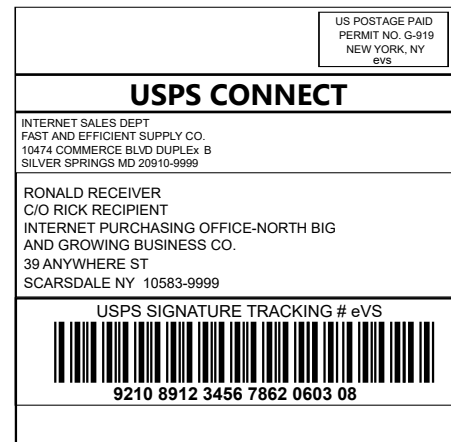 US POSTAGE PAID
PERMIT NO. G-919
NEW YORK, NY
evs
USPS CONNECT
INTERNET SALES DEPT
FAST AND EFFICIENT SUPPLY CO.
10474 COMMERCE BLVD DUPLEx B
SILVER SPRINGS MD 20910-9999
RONALD RECEIVER
C/O RICK RECIPIENT
INTERNET PURCHASING OFFICE-NORTH BIG
AND GROWING BUSINESS CO.
39 ANYWHERE ST
SCARSDALE NY 10583-9999
USPS SIGNATURE TRACKING # eVS
9210 8912 3456 7862 0603 08